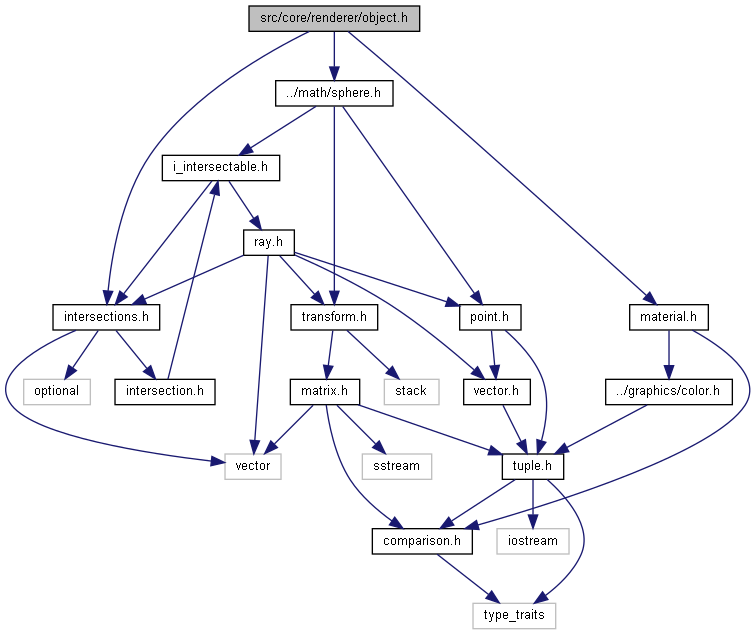 src/core/renderer/object.h
../math/sphere.h
i_intersectable.h
ray.h
intersections.h
transform.h
point.h
material.h
optional
intersection.h
matrix.h
stack
vector.h
../graphics/color.h
vector
sstream
tuple.h
comparison.h
iostream
type_traits